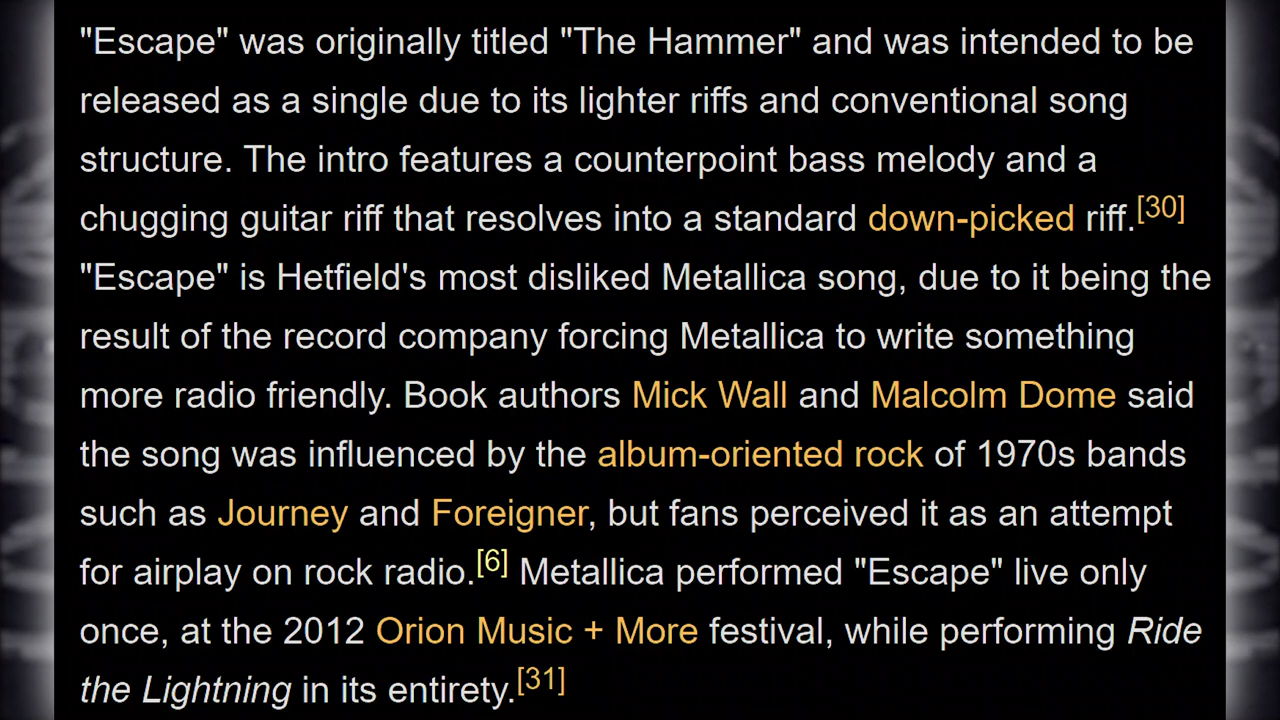 "Escape" was originally titled "The Hammer" and was intended to be
released as a single due to its lighter riffs and conventional song
structure. The intro features a counterpoint bass melody and a
chugging guitar riff that resolves into a standard down-picked riff.[30]
"Escape" is Hetfield's most disliked Metallica song, due to it being the
result of the record company forcing Metallica to write something
more radio friendly. Book authors Mick Wall and Malcolm Dome said
the song was influenced by the album-oriented rock of 1970s bands
such as Journey and Foreigner, but fans perceived it as an attempt
for airplay on rock radio.[6] Metallica performed "Escape" live only
once, at the 2012 Orion Music + More festival, while performing Ride
the Lightning in its entirety.[31]